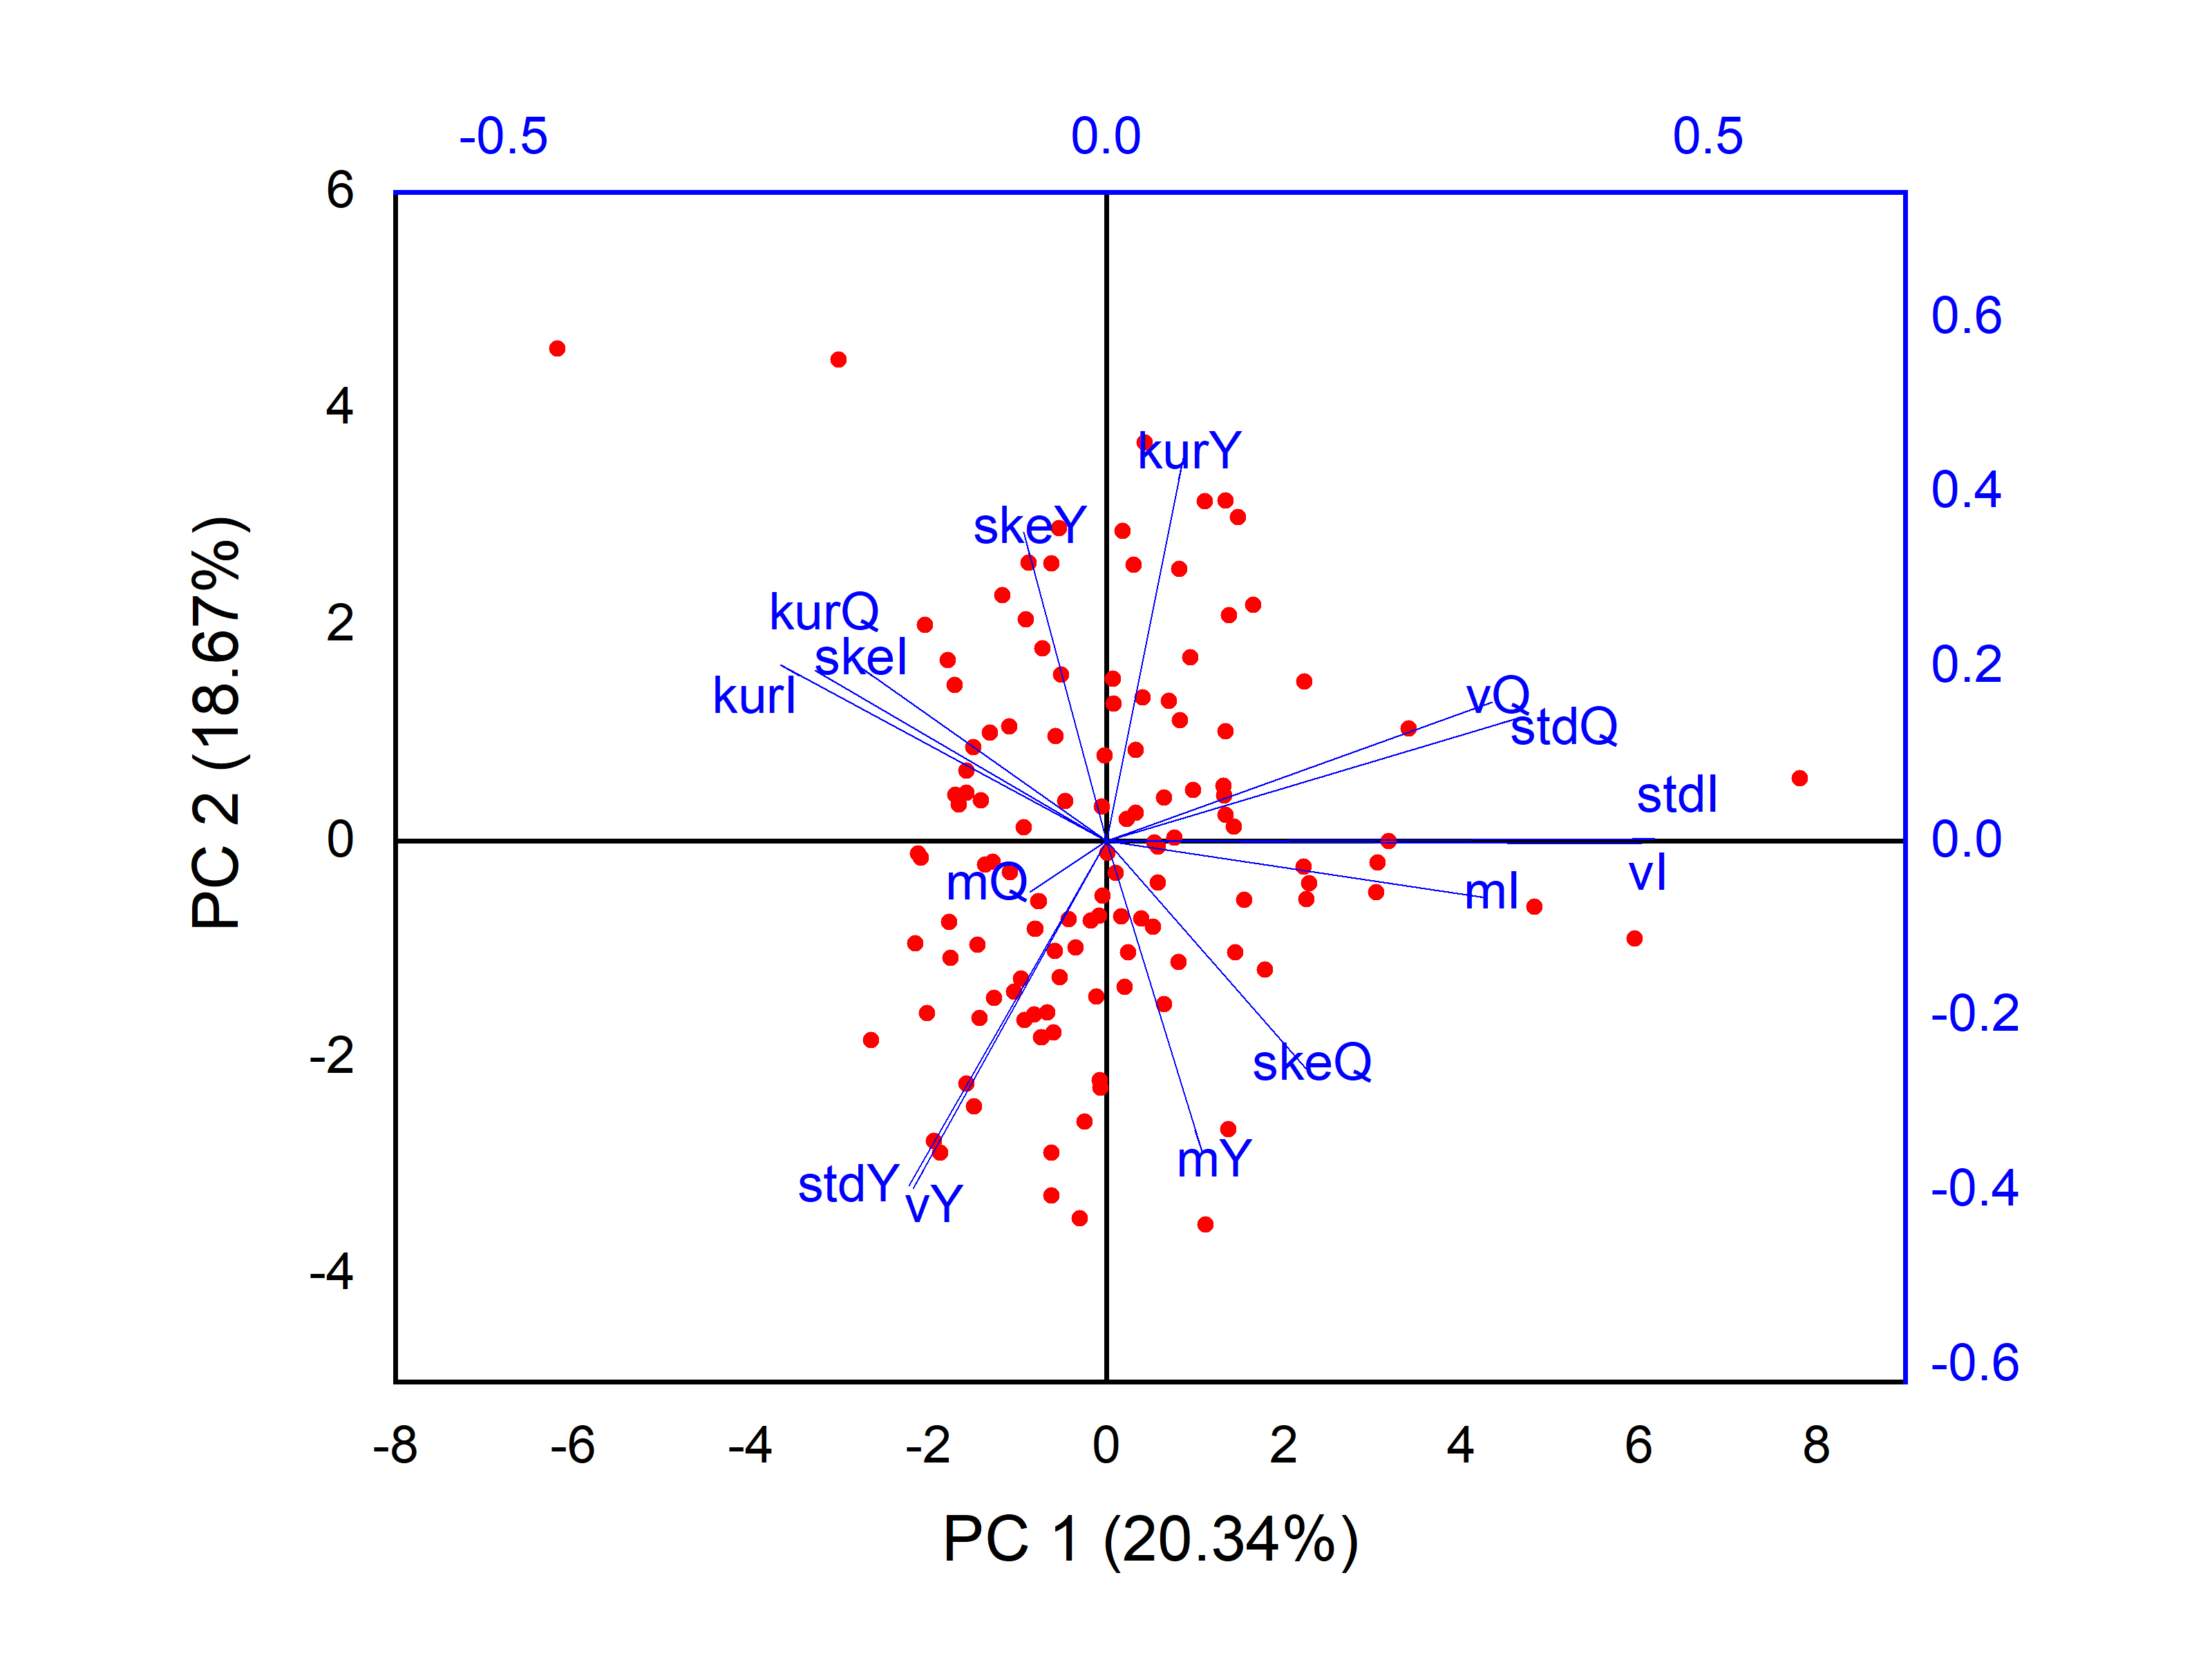 -0.5 0.0 0.5
6
0.6
4
kurY
0.4
skeY
kurQ
2
skeI
0.2
kurI
vQ
stdQ
stdI
0
0.0
mQ
vI
mI
PC 2 (18.67%)
-0.2
-2
skeQ
mY
stdY
-0.4
vY
-4
-0.6
-8 -6 -4 -2 0 2 4 6 8
PC 1 (20.34%)